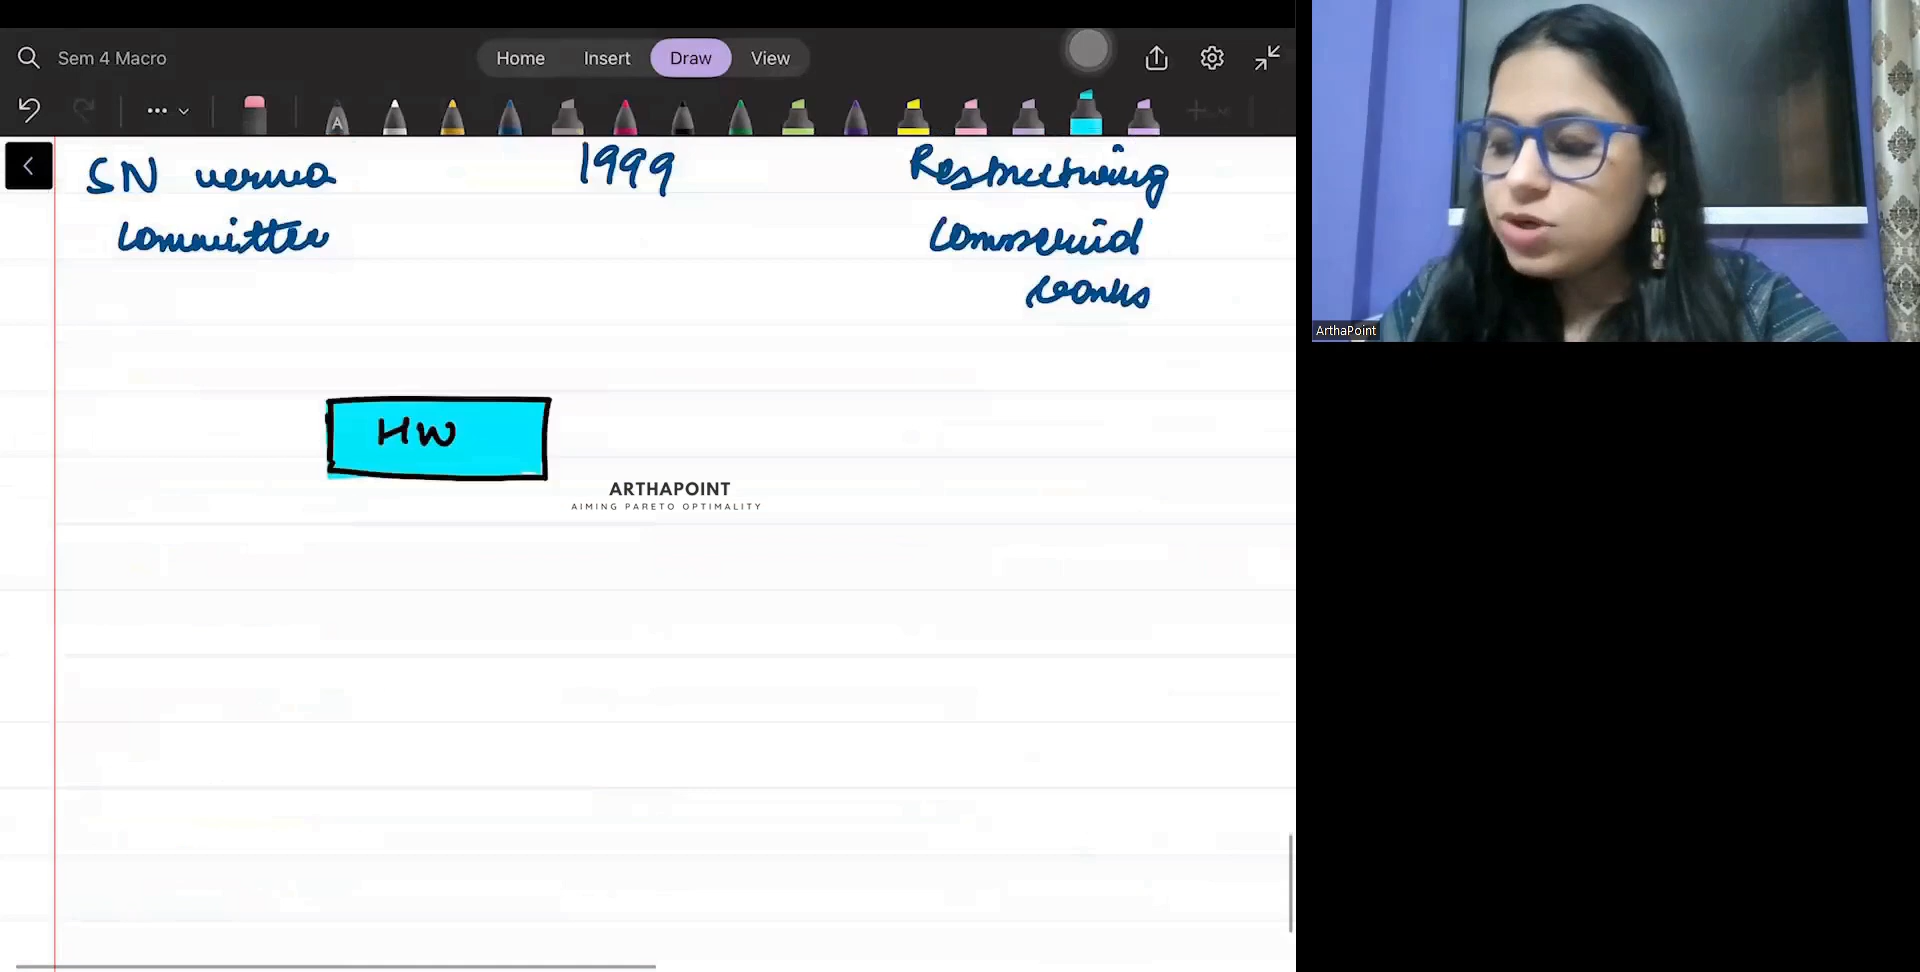 Sem 4 Macro
Home Insert Draw View
A
SN verma 1999 Restructuring
committee Commercial
banks
HW
ARTHAPOINT
AIMING PARETO OPTIMALITY
ArthaPoint